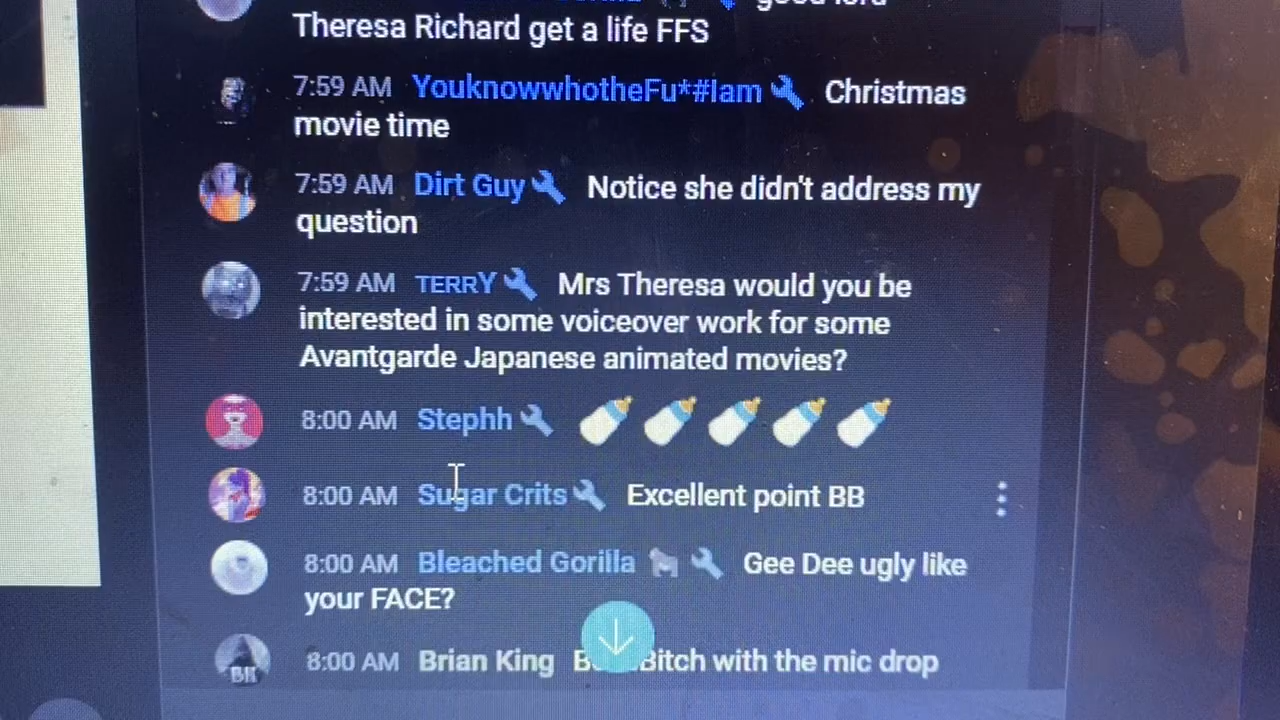 good lord
Theresa Richard get a life FFS
7:59 AM YouknowwhotheFu*#Iam Christmas
movie time
7:59 AM Dirt Guy Notice she didn't address my
question
7:59 AM TERRY Mrs Theresa would you be
interested in some voiceover work for some
Avantgarde Japanese animated movies?
8:00 AM Stephh 🍼🍼🍼🍼🍼
8:00 AM Sugar Crits Excellent point BB
8:00 AM Bleached Gorilla 🦍 Gee Dee ugly like
your FACE?
8:00 AM Brian King Bitch with the mic drop
BK